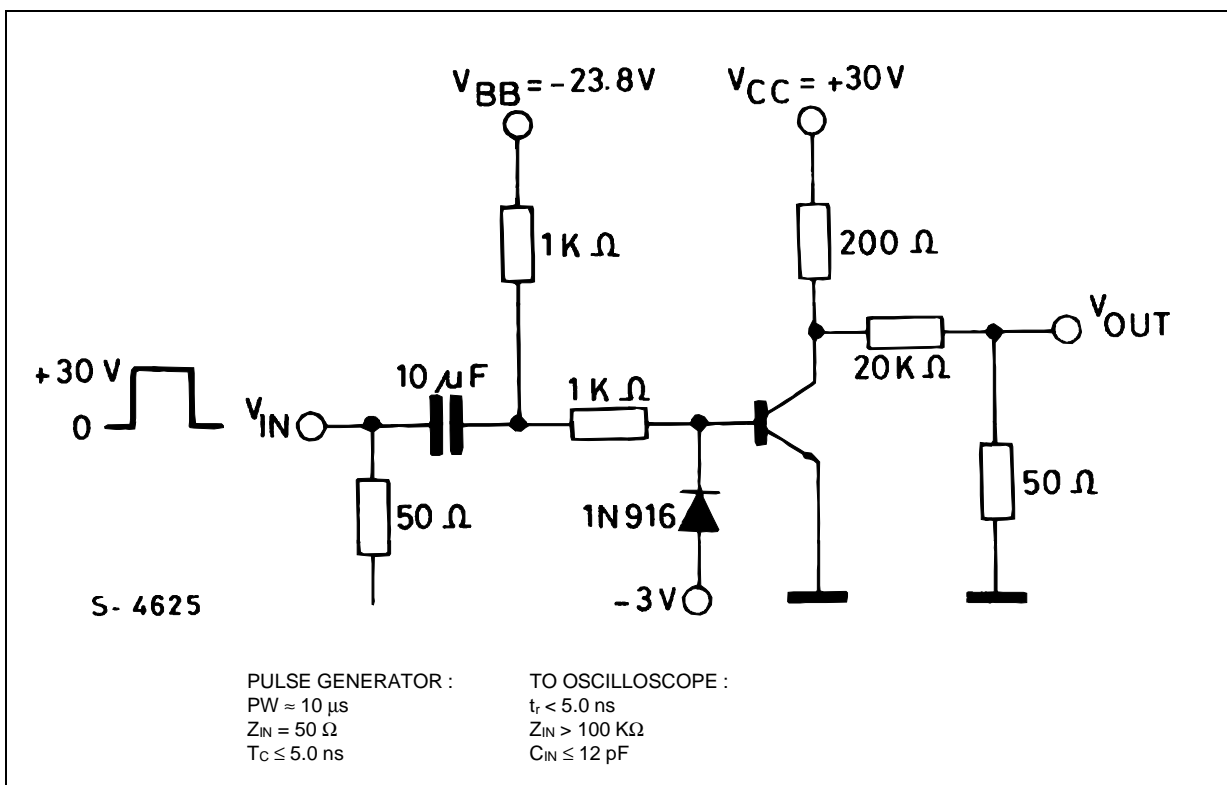 V_BB = -23.8V
V_CC = +30V
1K Ω
200 Ω
V_OUT
20K Ω
+30 V
0
V_IN
10 μF
1K Ω
50 Ω
1N916
50 Ω
-3V
S- 4625
PULSE GENERATOR :
PW ≈ 10 μs
Z_IN = 50 Ω
T_C ≤ 5.0 ns
TO OSCILLOSCOPE :
t_r < 5.0 ns
Z_IN > 100 KΩ
C_IN ≤ 12 pF